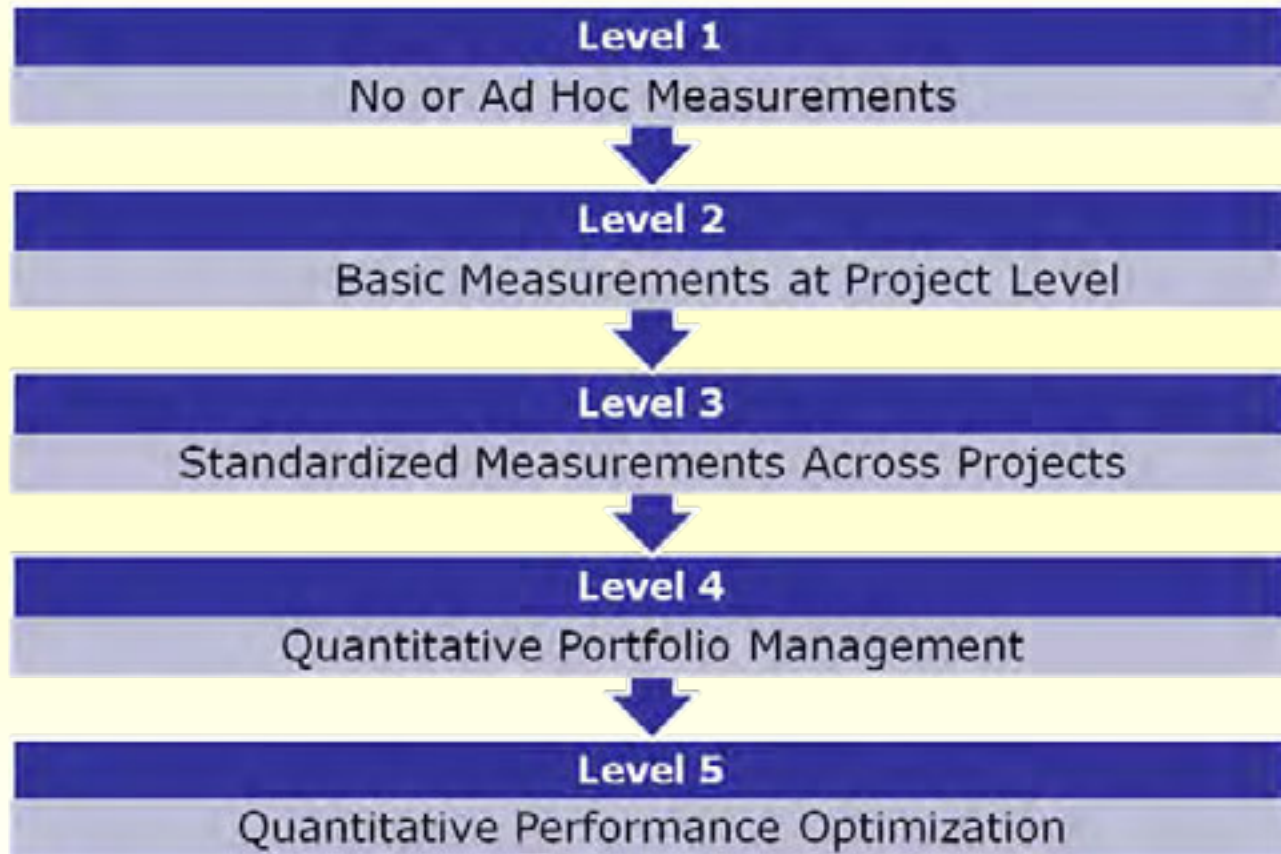 Level 1
No or Ad Hoc Measurements
Level 2
Basic Measurements at Project Level
Level 3
Standardized Measurements Across Projects
Level 4
Quantitative Portfolio Management
Level 5
Quantitative Performance Optimization